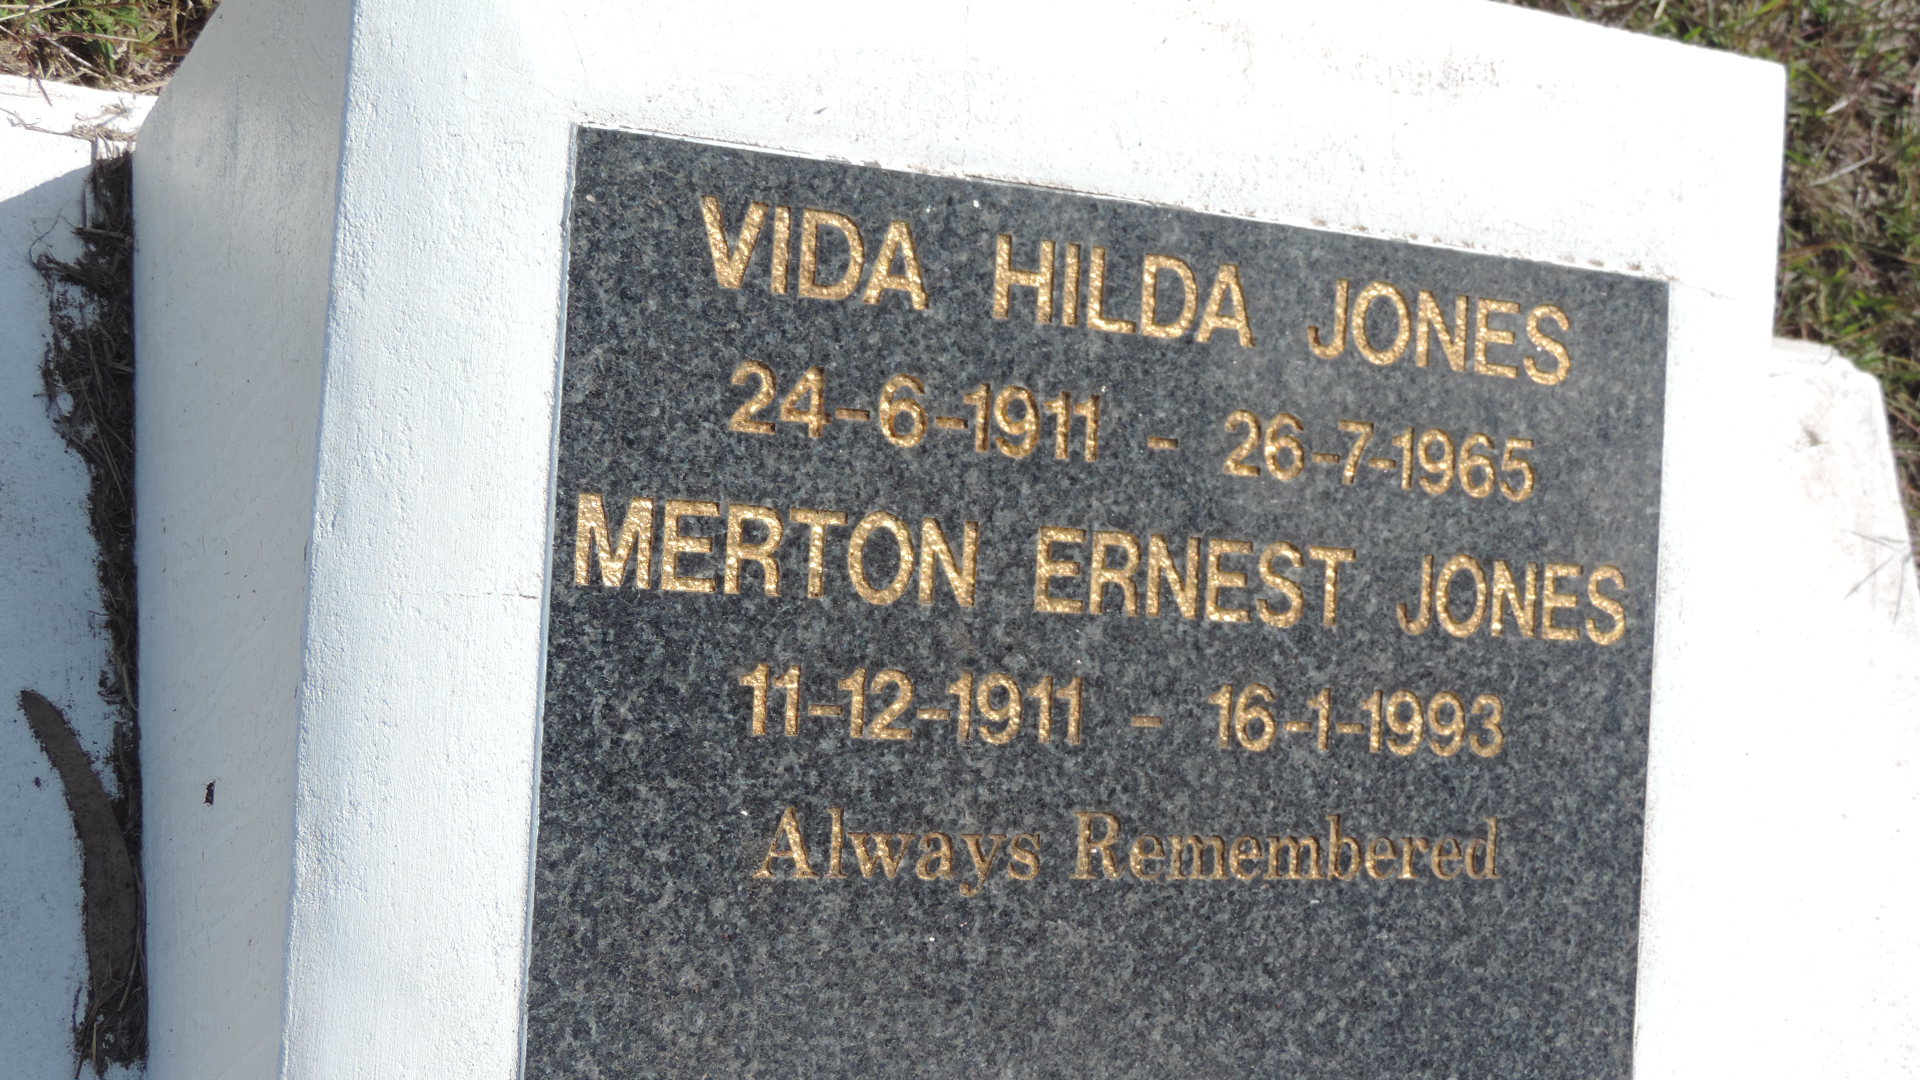 VIDA HILDA JONES
24-6-1911 - 26-7-1965
MERTON ERNEST JONES
11-12-1911 - 16-1-1993
Always Remembered